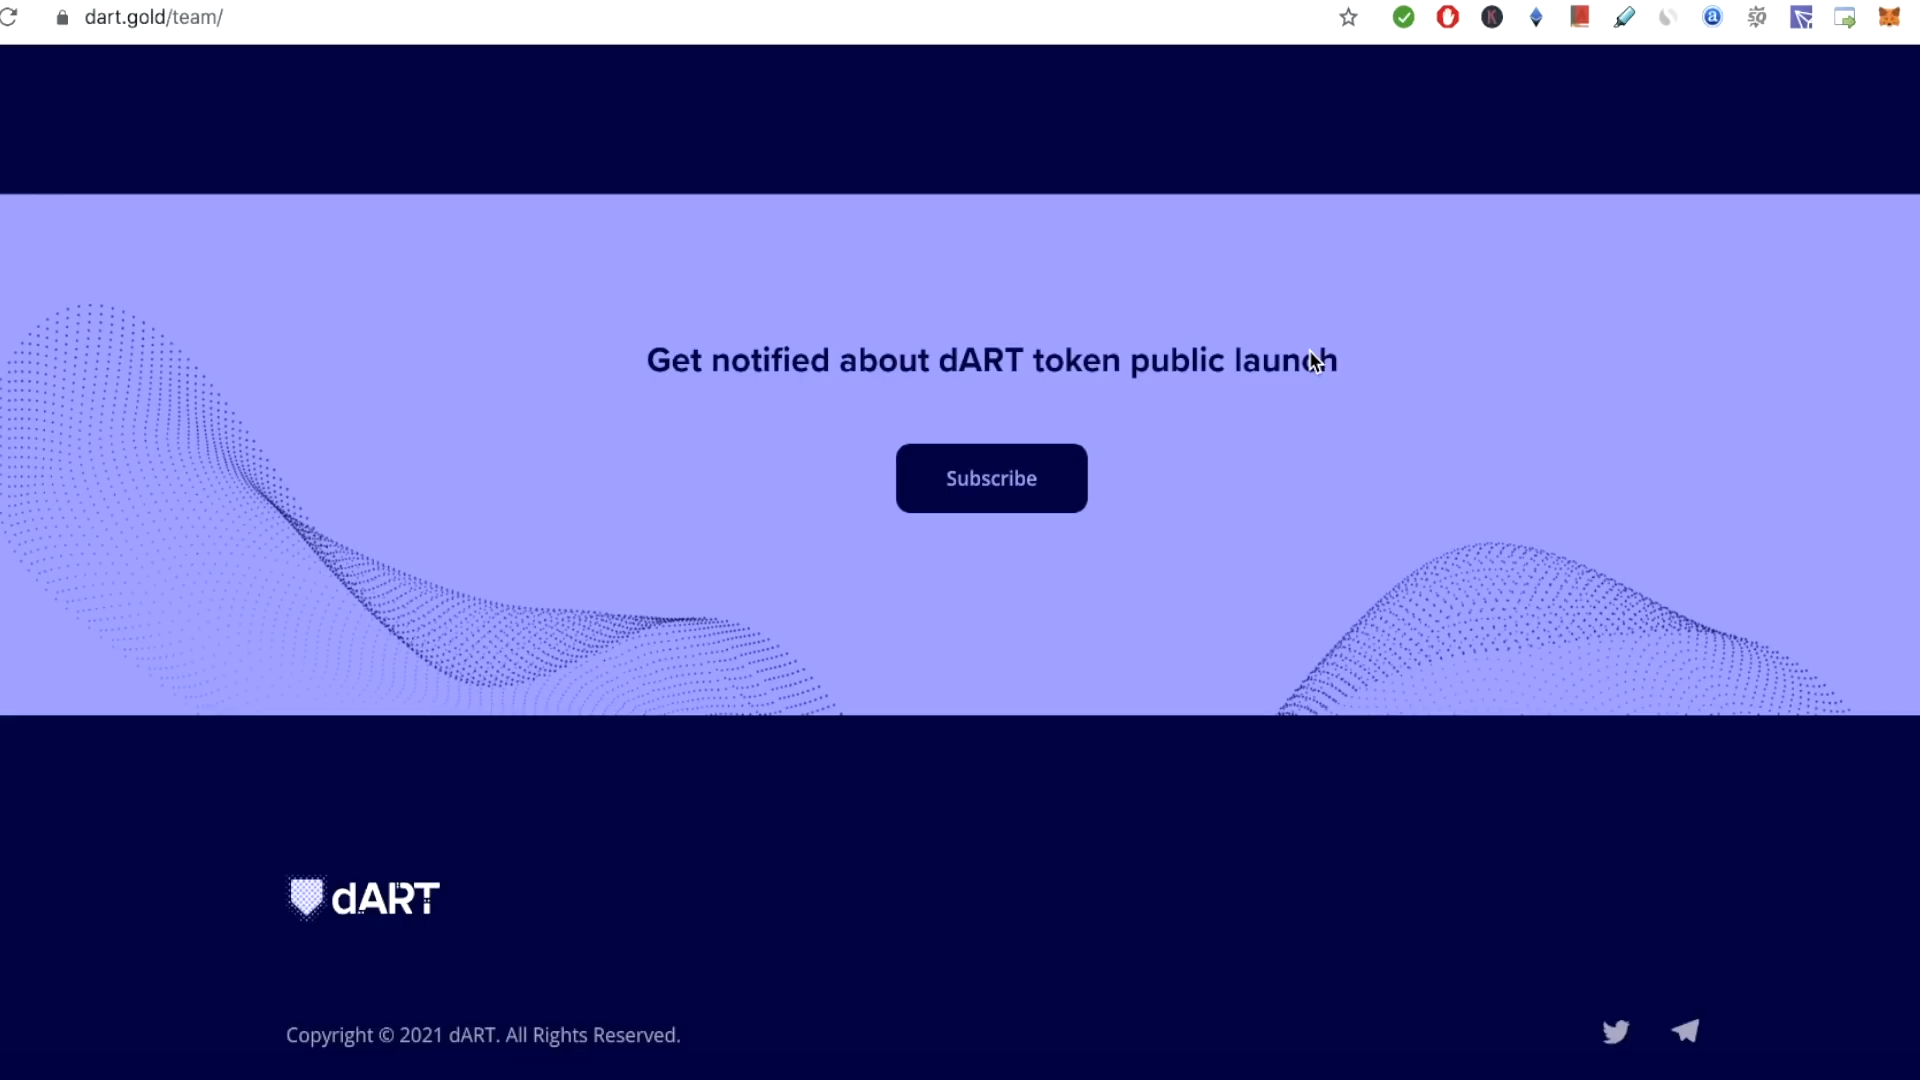 dart.gold/team/
Get notified about dART token public launch
Subscribe
dART
Copyright © 2021 dART. All Rights Reserved.